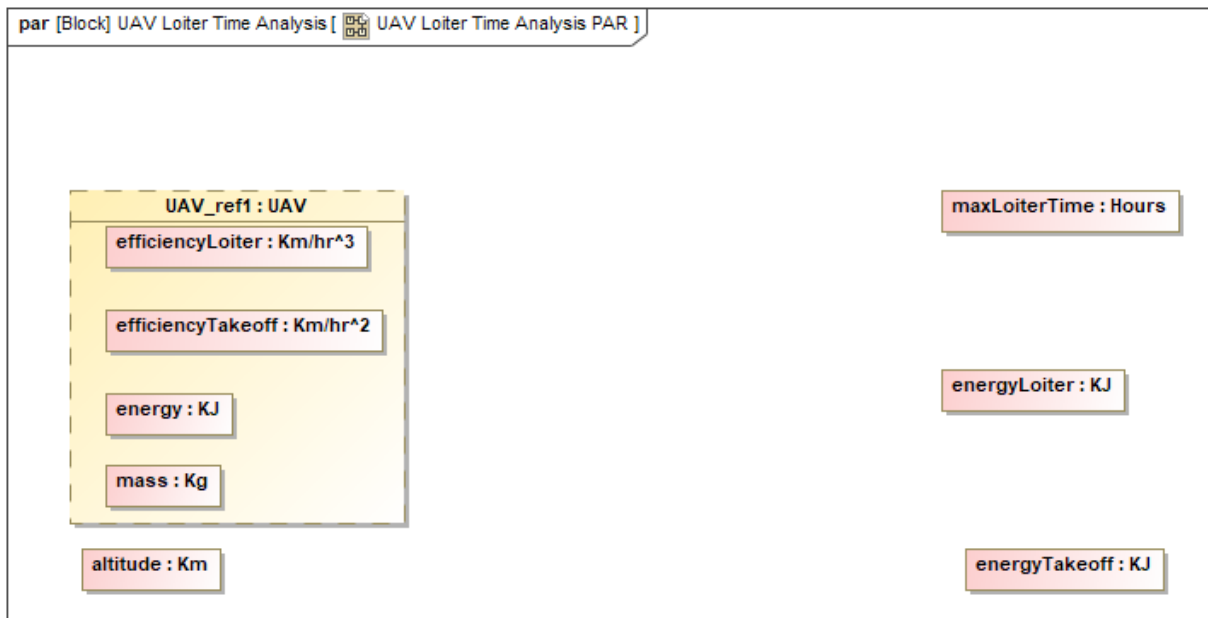 par [Block] UAV Loiter Time Analysis [ UAV Loiter Time Analysis PAR ]
UAV_ref1 : UAV
efficiencyLoiter : Km/hr^3
efficiencyTakeoff : Km/hr^2
energy : KJ
mass : Kg
altitude : Km
maxLoiterTime : Hours
energyLoiter : KJ
energyTakeoff : KJ